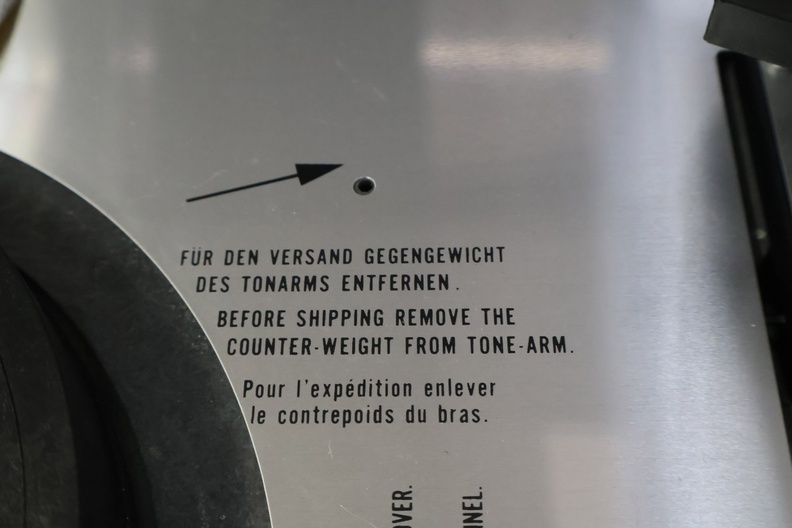 FÜR DEN VERSAND GEGENGEWICHT
DES TONARMS ENTFERNEN.
BEFORE SHIPPING REMOVE THE
COUNTER-WEIGHT FROM TONE-ARM.
Pour l'expédition enlever
le contrepoids du bras.